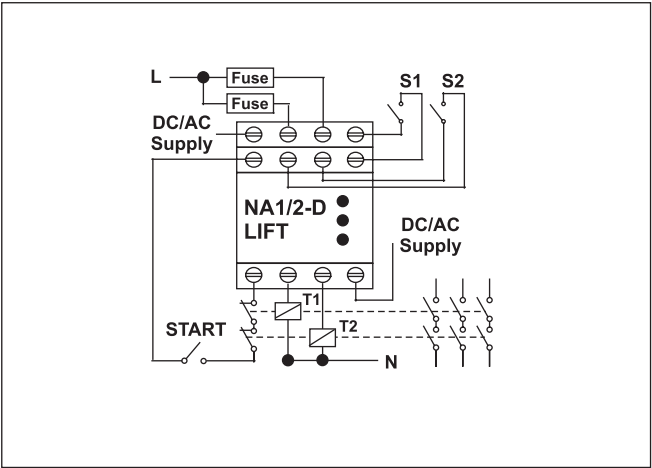 L
Fuse
Fuse
S1 S2
DC/AC
Supply
NA1/2-D
LIFT
DC/AC
Supply
T1
T2
START
N